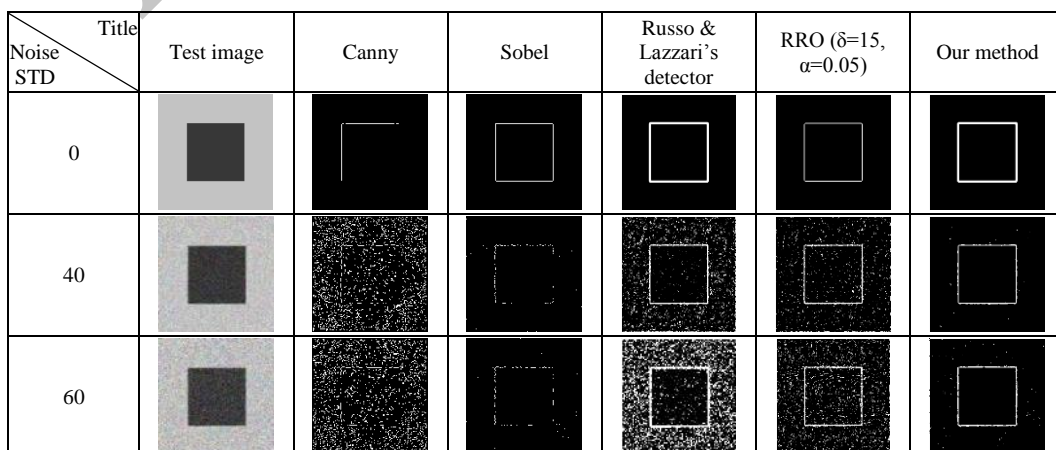 Title
Noise
STD
Test image
Canny
Sobel
Russo &
Lazzari's
detector
RRO (δ=15,
α=0.05)
Our method
0
40
60